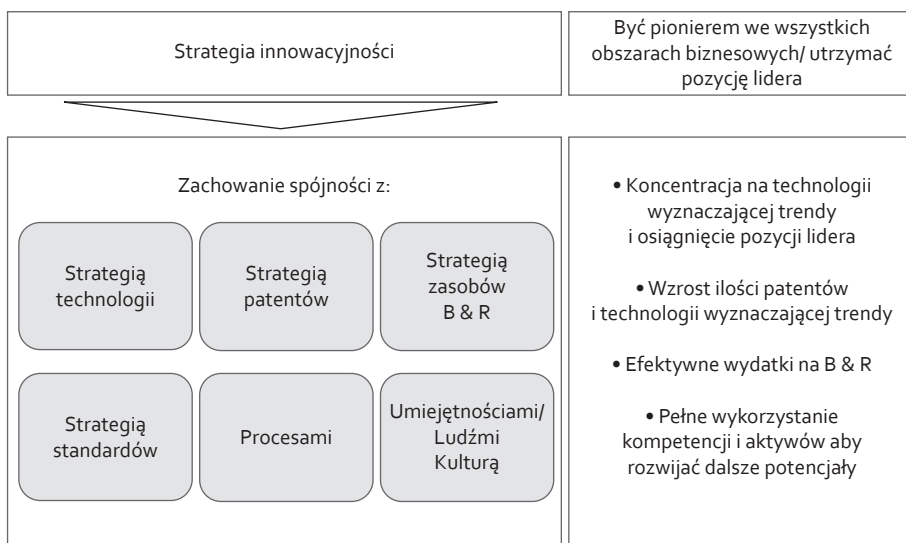 Strategia innowacyjności
Być pionierem we wszystkich
obszarach biznesowych/ utrzymać
pozycję lidera
Zachowanie spójności z:
Strategią
technologii
Strategią
patentów
Strategią
zasobów
B & R
Strategią
standardów
Procesami
Umiejętnościami/
Ludźmi
Kulturą
• Koncentracja na technologii
wyznaczającej trendy
i osiągnięcie pozycji lidera
• Wzrost ilości patentów
i technologii wyznaczającej trendy
• Efektywne wydatki na B & R
• Pełne wykorzystanie
kompetencji i aktywów aby
rozwijać dalsze potencjały